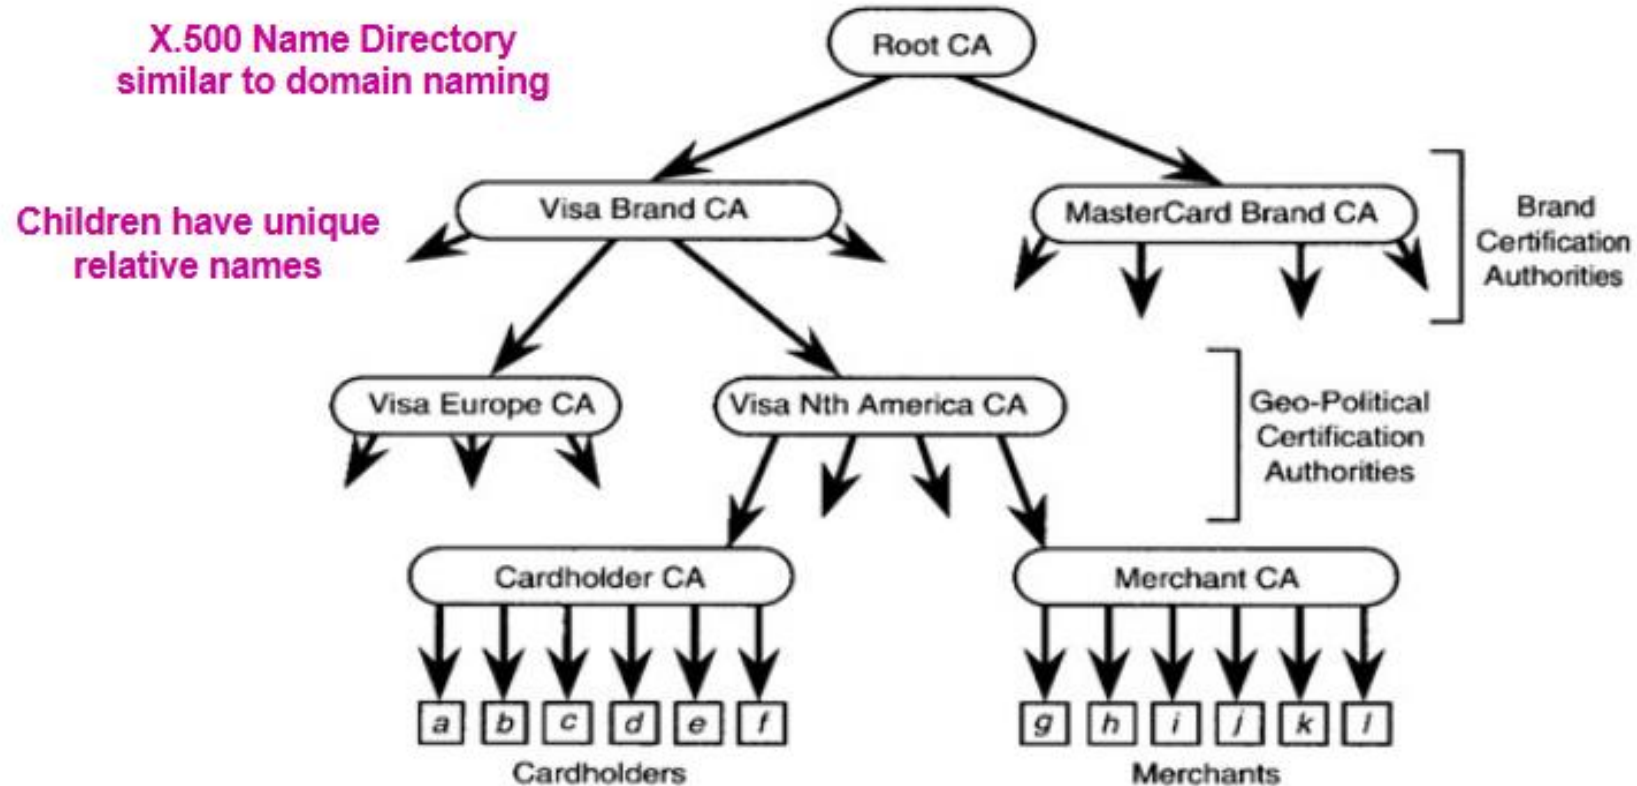 X.500 Name Directory
similar to domain naming
Root CA
Children have unique
relative names
Visa Brand CA
MasterCard Brand CA
Brand
Certification
Authorities
Visa Europe CA
Visa Nth America CA
Geo-Political
Certification
Authorities
Cardholder CA
Merchant CA
a b c d e f
g h i j k l
Cardholders
Merchants